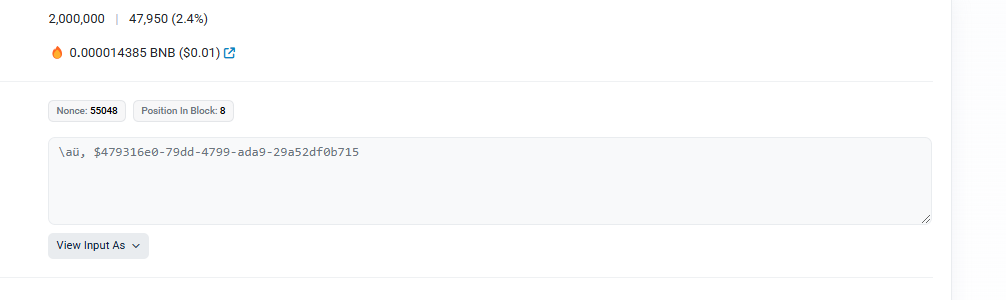 2,000,000 | 47,950 (2.4%)
0.000014385 BNB ($0.01)
Nonce: 55048 Position In Block: 8
\aü, $479316e0-79dd-4799-ada9-29a52df0b715
View Input As